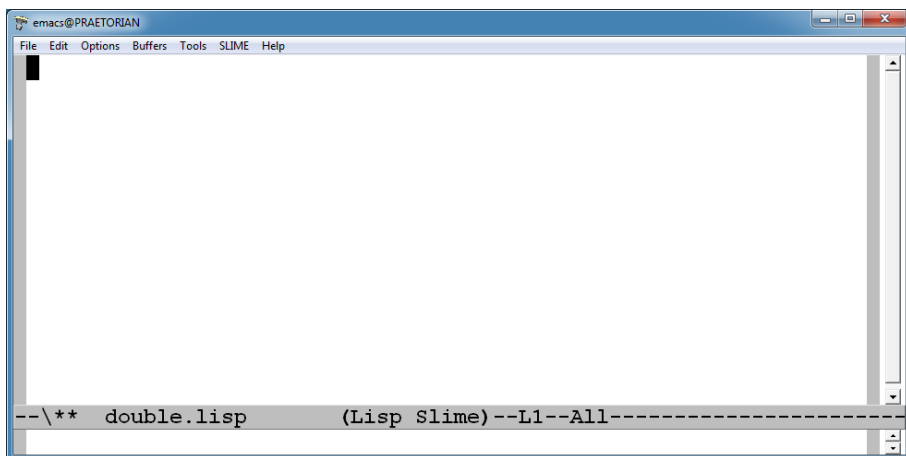 emacs@PRAETORIAN
File Edit Options Buffers Tools SLIME Help
--\** double.lisp (Lisp Slime)--L1--All-----------------------